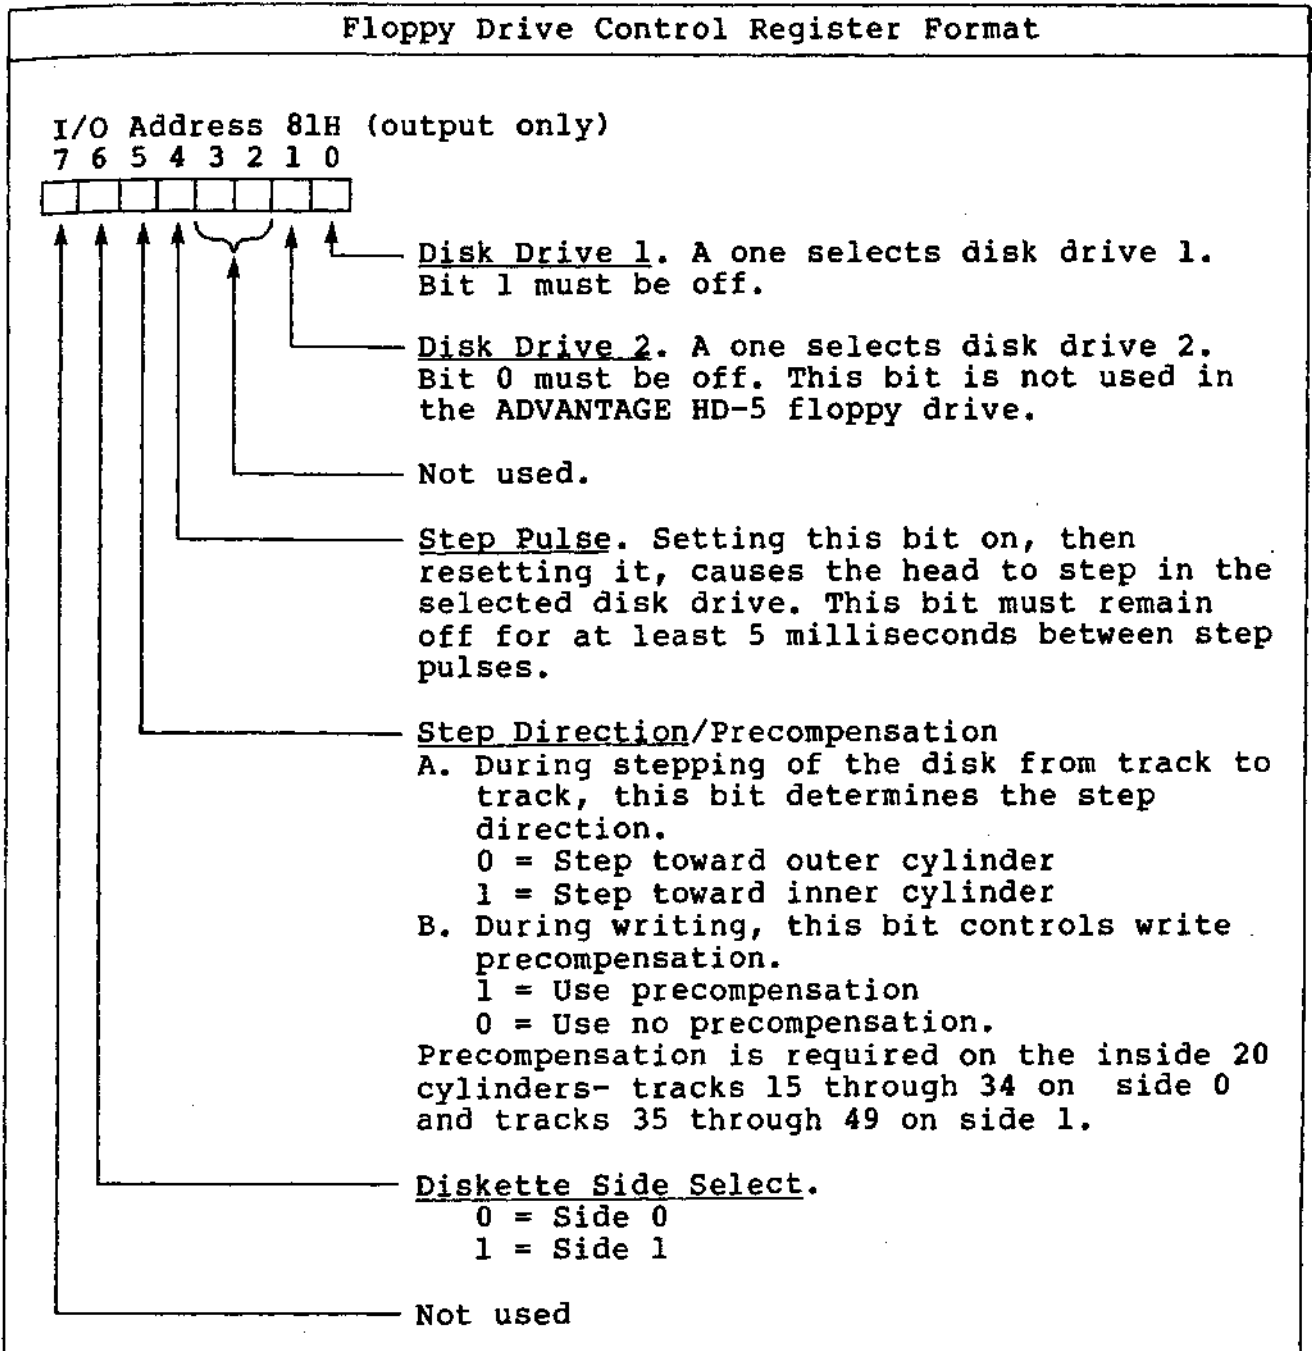 Floppy Drive Control Register Format
I/O Address 81H (output only)
7 6 5 4 3 2 1 0
Disk Drive 1. A one selects disk drive 1.
Bit 1 must be off.
Disk Drive 2. A one selects disk drive 2.
Bit 0 must be off. This bit is not used in
the ADVANTAGE HD-5 floppy drive.
Not used.
Step Pulse. Setting this bit on, then
resetting it, causes the head to step in the
selected disk drive. This bit must remain
off for at least 5 milliseconds between step
pulses.
Step Direction/Precompensation
A. During stepping of the disk from track to
track, this bit determines the step
direction.
0 = Step toward outer cylinder
1 = Step toward inner cylinder
B. During writing, this bit controls write
precompensation.
1 = Use precompensation
0 = Use no precompensation.
Precompensation is required on the inside 20
cylinders- tracks 15 through 34 on side 0
and tracks 35 through 49 on side 1.
Diskette Side Select.
0 = Side 0
1 = Side 1
Not used